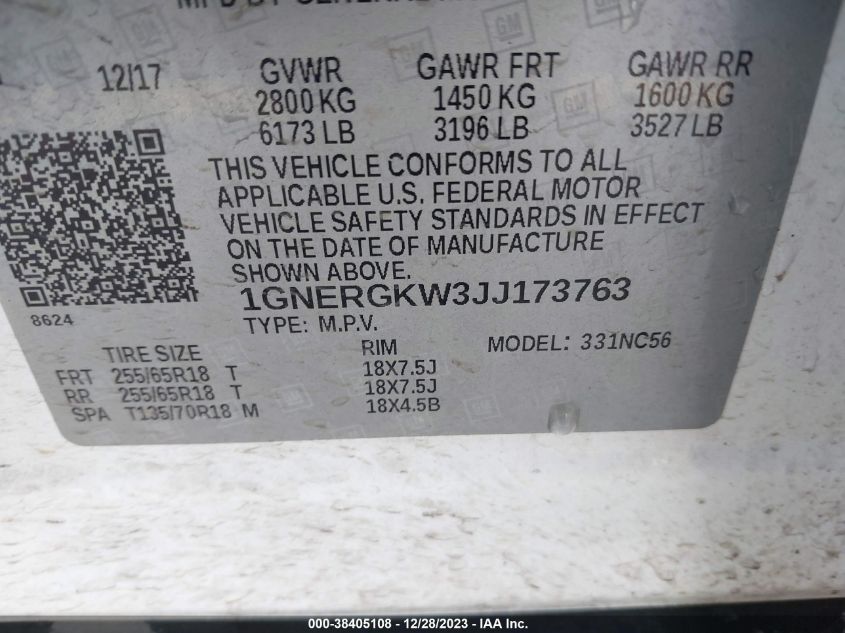 12/17 GVWR GAWR FRT GAWR RR
2800 KG 1450 KG 1600 KG
6173 LB 3196 LB 3527 LB
THIS VEHICLE CONFORMS TO ALL
APPLICABLE U.S. FEDERAL MOTOR
VEHICLE SAFETY STANDARDS IN EFFECT
ON THE DATE OF MANUFACTURE
SHOWN ABOVE.
1GNERGKW3JJ173763
8624
TYPE: M.P.V.
MODEL: 331NC56
TIRE SIZE RIM
FRT 255/65R18 T 18X7.5J
RR 255/65R18 T 18X7.5J
SPA T135/70R18 M 18X4.5B
GM
000-38405108 - 12/28/2023 - IAA Inc.